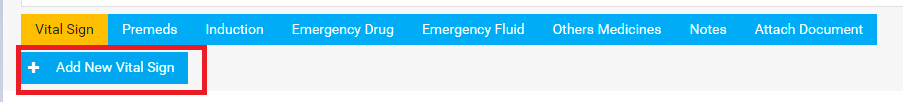 Vital Sign Premeds Induction Emergency Drug Emergency Fluid Others Medicines Notes Attach Document
+ Add New Vital Sign